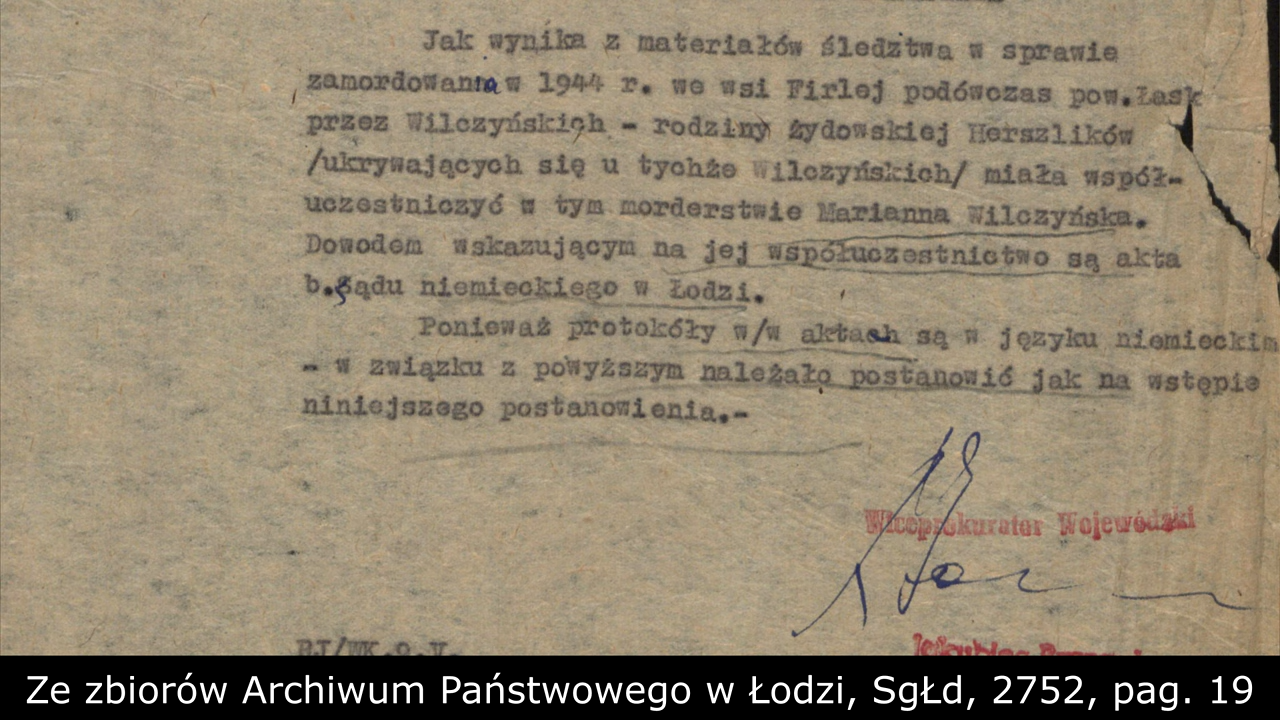 Jak wynika z materiałów śledztwa w sprawie
zamordowania w 1944 r. we wsi Firlej podówczas pow.Łask
przez Wilczyńskich - rodziny żydowskiej Herszlików
/ukrywających się u tychże Wilczyńskich/ miała współ-
uczestniczyć w tym morderstwie Marianna Wilczyńska.
Dowodem wskazującym na jej współuczestnictwo są akta
b.Sądu niemieckiego w Łodzi.
Ponieważ protokóły w/w aktach są w języku niemieckim
- w związku z powyższym należało postanowić jak na wstępie
niniejszego postanowienia.-
Wiceprokurator Wojewódzki
Ze zbiorów Archiwum Państwowego w Łodzi, SgŁd, 2752, pag. 19